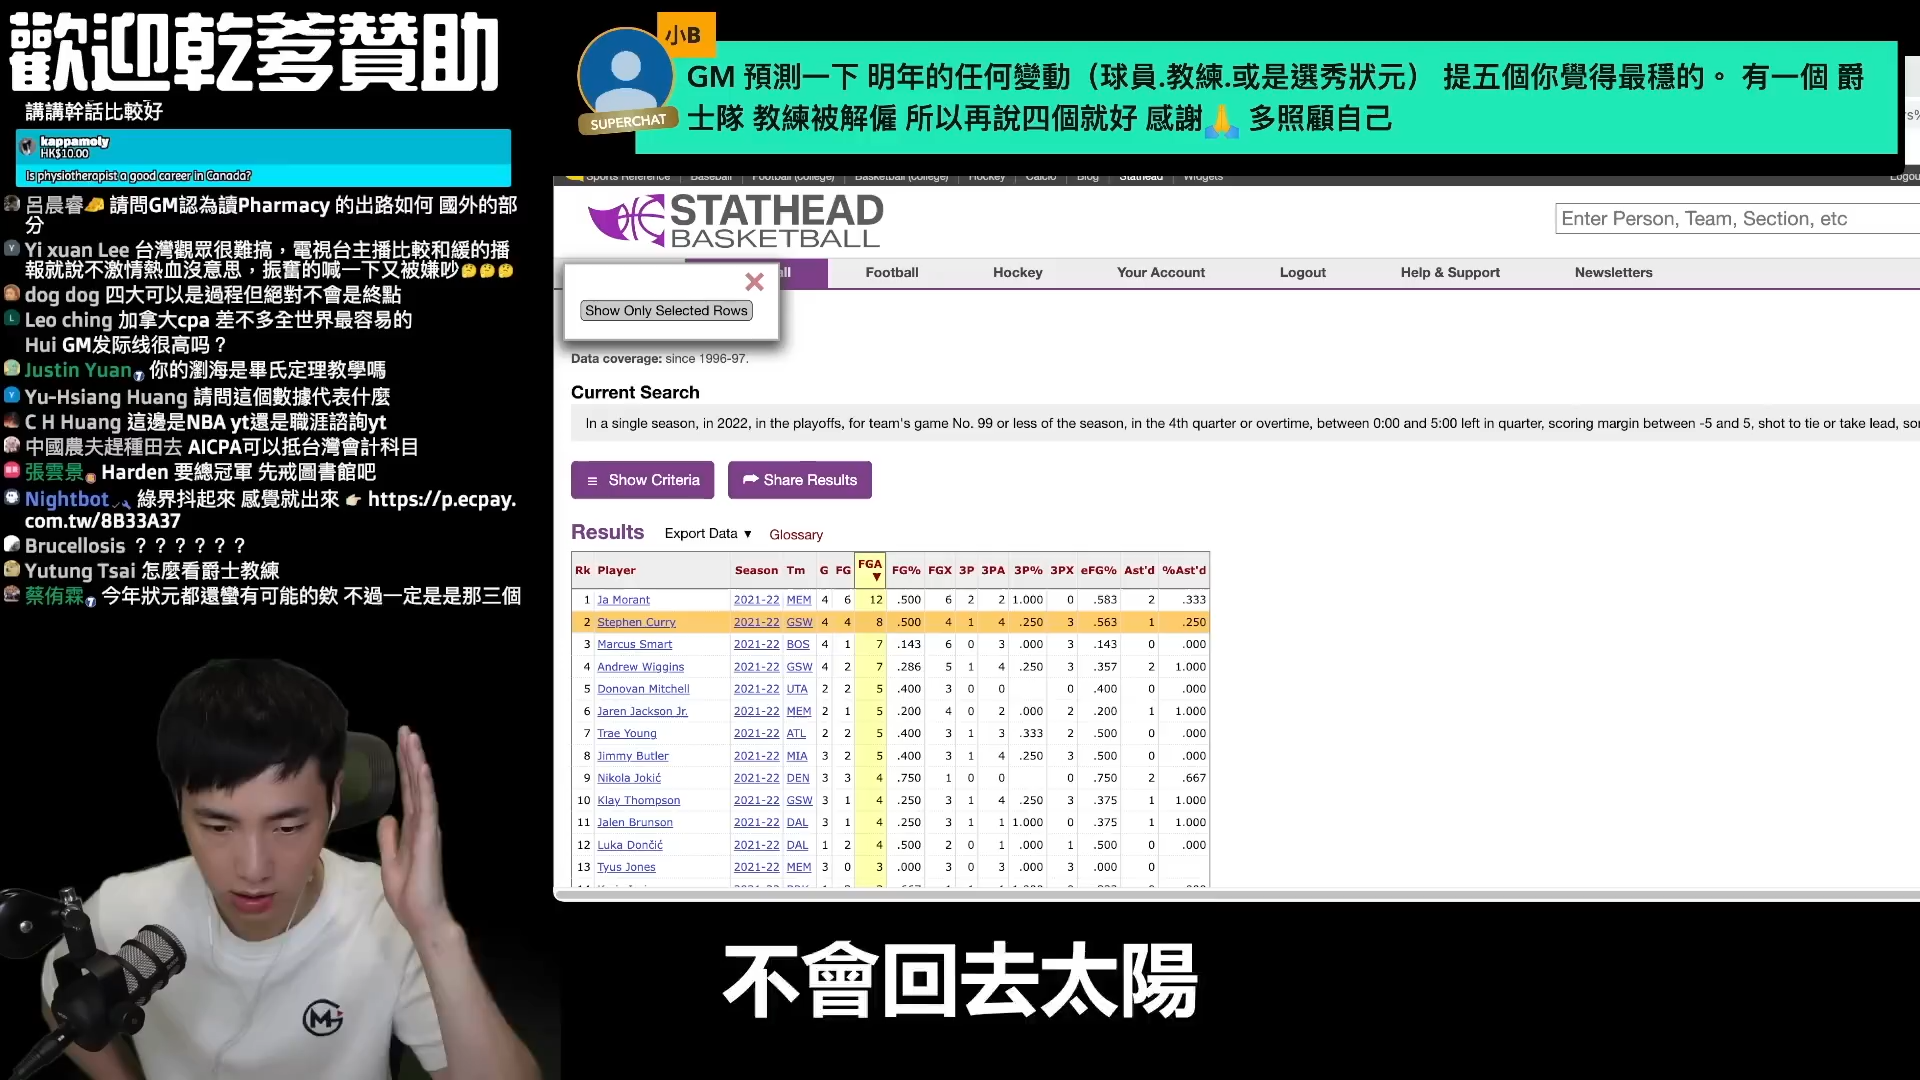 歡迎乾爹贊助
講講幹話比較好
kappamoly
HK$10.00
Is physiotherapist a good career in Canada?
呂晨睿🧀 請問GM認為讀Pharmacy 的出路如何 國外的部
分
Yi xuan Lee 台灣觀眾很難搞，電視台主播比較和緩的播
報就說不激情熱血沒意思，振奮的喊一下又被嫌吵🤔🤔🤔
dog dog 四大可以是過程但絕對不會是終點
Leo ching 加拿大cpa 差不多全世界最容易的
Hui GM发际线很高吗？
Justin Yuan 你的瀏海是畢氏定理教學嗎
Yu-Hsiang Huang 請問這個數據代表什麼
C H Huang 這邊是NBA yt還是職涯諮詢yt
中國農夫趕種田去 AICPA可以抵台灣會計科目
張雲景 Harden 要總冠軍 先戒圖書館吧
Nightbot 綠界抖起來 感覺就出來 👉 https://p.ecpay.
com.tw/8B33A37
Brucellosis ？？？？？？
Yutung Tsai 怎麼看爵士教練
蔡侑霖 今年狀元都還蠻有可能的欸 不過一定是是那三個
小B
SUPERCHAT
GM 預測一下 明年的任何變動（球員.教練.或是選秀狀元） 提五個你覺得最穩的。 有一個 爵
士隊 教練被解僱 所以再說四個就好 感謝🙏 多照顧自己
Sports Reference Baseball Football (college) Basketball (college) Hockey Calcio Blog Stathead Widgets
STATHEAD
BASKETBALL
Enter Person, Team, Section, etc
Football Hockey Your Account Logout Help & Support Newsletters
Show Only Selected Rows
Data coverage: since 1996-97.
Current Search
In a single season, in 2022, in the playoffs, for team's game No. 99 or less of the season, in the 4th quarter or overtime, between 0:00 and 5:00 left in quarter, scoring margin between -5 and 5, shot to tie or take lead,
Show Criteria Share Results
Results Export Data ▼ Glossary
Rk Player Season Tm G FG FGA ▼ FG% FGX 3P 3PA 3P% 3PX eFG% Ast'd %Ast'd
1 Ja Morant 2021-22 MEM 4 6 12 .500 6 2 2 1.000 0 .583 2 .333
2 Stephen Curry 2021-22 GSW 4 4 8 .500 4 1 4 .250 3 .563 1 .250
3 Marcus Smart 2021-22 BOS 4 1 7 .143 6 0 3 .000 3 .143 0 .000
4 Andrew Wiggins 2021-22 GSW 4 2 7 .286 5 1 4 .250 3 .357 2 1.000
5 Donovan Mitchell 2021-22 UTA 2 2 5 .400 3 0 0 0 .400 0 .000
6 Jaren Jackson Jr. 2021-22 MEM 2 1 5 .200 4 0 2 .000 2 .200 1 1.000
7 Trae Young 2021-22 ATL 2 2 5 .400 3 1 3 .333 2 .500 0 .000
8 Jimmy Butler 2021-22 MIA 3 2 5 .400 3 1 4 .250 3 .500 0 .000
9 Nikola Jokić 2021-22 DEN 3 3 4 .750 1 0 0 0 .750 2 .667
10 Klay Thompson 2021-22 GSW 3 1 4 .250 3 1 4 .250 3 .375 1 1.000
11 Jalen Brunson 2021-22 DAL 3 1 4 .250 3 1 1 1.000 0 .375 1 1.000
12 Luka Dončić 2021-22 DAL 1 2 4 .500 2 0 1 .000 1 .500 0 .000
13 Tyus Jones 2021-22 MEM 3 0 3 .000 3 0 3 .000 3 .000 0
不會回去太陽